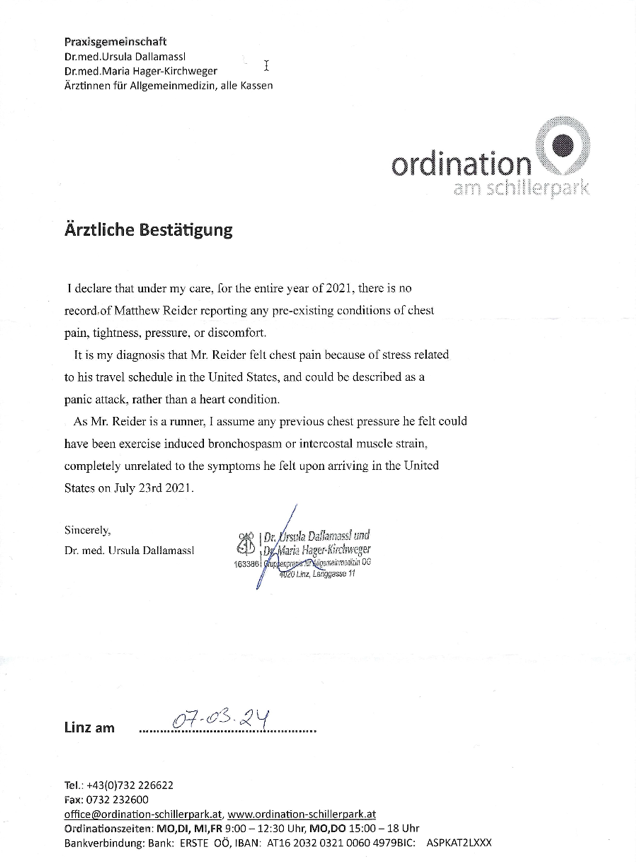 Praxisgemeinschaft
Dr.med.Ursula Dallamassl
Dr.med.Maria Hager-Kirchweger
Ärztinnen für Allgemeinmedizin, alle Kassen
ordination
am schillerpark
Ärztliche Bestätigung
I declare that under my care, for the entire year of 2021, there is no
record.of Matthew Reider reporting any pre-existing conditions of chest
pain, tightness, pressure, or discomfort.
It is my diagnosis that Mr. Reider felt chest pain because of stress related
to his travel schedule in the United States, and could be described as a
panic attack, rather than a heart condition.
As Mr. Reider is a runner, I assume any previous chest pressure he felt could
have been exercise induced bronchospasm or intercostal muscle strain,
completely unrelated to the symptoms he felt upon arriving in the United
States on July 23rd 2021.
Sincerely,
Dr. med. Ursula Dallamassl
Dr. Ursula Dallamassl und
Dr. Maria Hager-Kirchweger
163386 Gruppenpraxis für Allgemeinmedizin OG
4020 Linz, Langgasse 11
Linz am 07-03.24
Tel.: +43(0)732 226622
Fax: 0732 232600
office@ordination-schillerpark.at, www.ordination-schillerpark.at
Ordinationszeiten: MO,DI, MI,FR 9:00 – 12:30 Uhr, MO,DO 15:00 – 18 Uhr
Bankverbindung: Bank: ERSTE OÖ, IBAN: AT16 2032 0321 0060 4979BIC: ASPKAT2LXXX